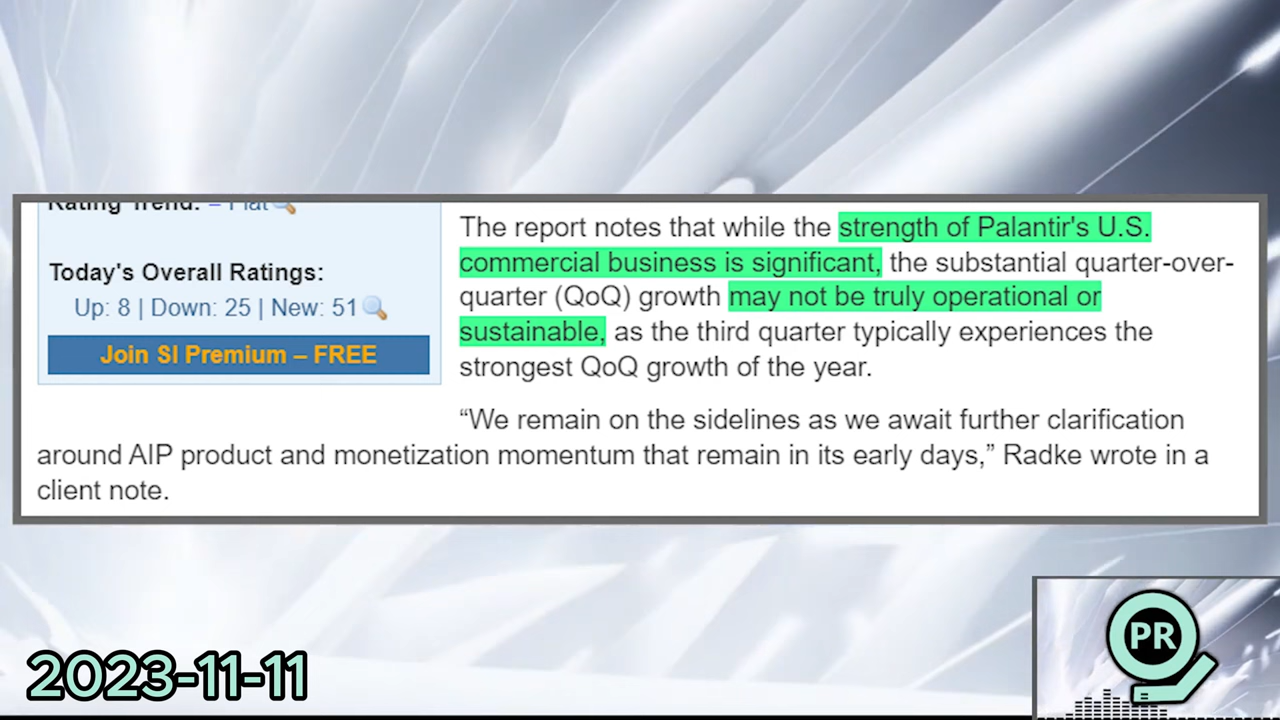 Rating Trend: = Flat
Today's Overall Ratings:
Up: 8 | Down: 25 | New: 51
Join SI Premium – FREE
The report notes that while the strength of Palantir's U.S.
commercial business is significant, the substantial quarter-over-
quarter (QoQ) growth may not be truly operational or
sustainable, as the third quarter typically experiences the
strongest QoQ growth of the year.
“We remain on the sidelines as we await further clarification
around AIP product and monetization momentum that remain in its early days,” Radke wrote in a
client note.
2023-11-11
PR